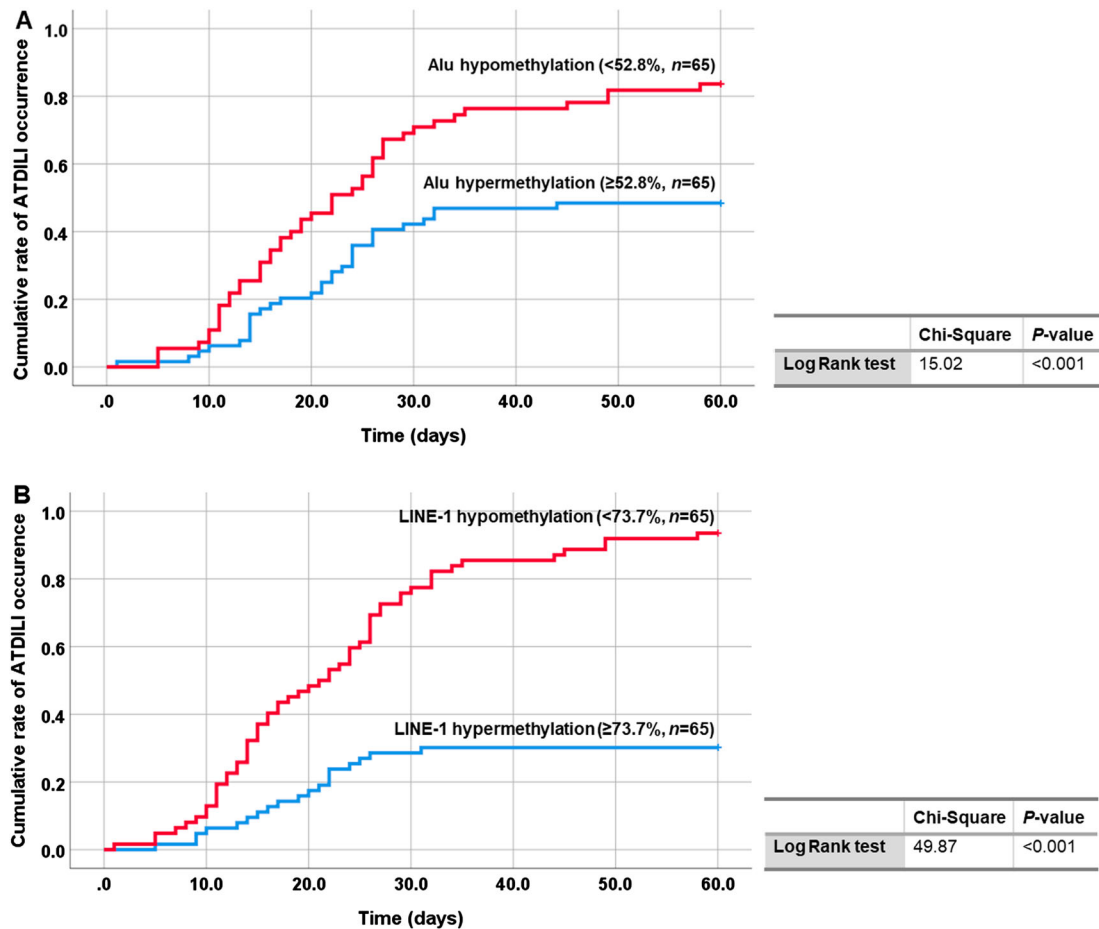 A
Cumulative rate of ATDILI occurrence
1.0
0.8
0.6
0.4
0.2
0.0
Alu hypomethylation (<52.8%, n=65)
Alu hypermethylation (≥52.8%, n=65)
.0 10.0 20.0 30.0 40.0 50.0 60.0
Time (days)
Chi-Square P-value
Log Rank test 15.02 <0.001
B
Cumulative rate of ATDILI occurrence
1.0
0.8
0.6
0.4
0.2
0.0
LINE-1 hypomethylation (<73.7%, n=65)
LINE-1 hypermethylation (≥73.7%, n=65)
.0 10.0 20.0 30.0 40.0 50.0 60.0
Time (days)
Chi-Square P-value
Log Rank test 49.87 <0.001